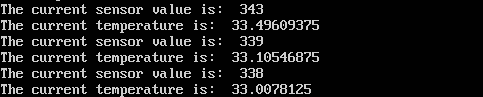 The current sensor value is:  343
The current temperature is:  33.49609375
The current sensor value is:  339
The current temperature is:  33.10546875
The current sensor value is:  338
The current temperature is:  33.0078125